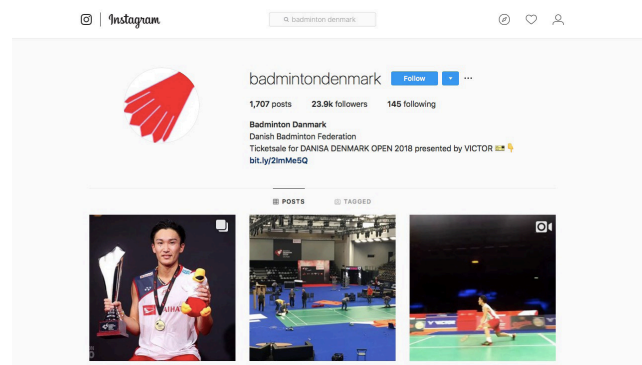 Instagram
badminton denmark
badmintondenmark Follow
1,707 posts 23.9k followers 145 following
Badminton Danmark
Danish Badminton Federation
Ticketsale for DANISA DENMARK OPEN 2018 presented by VICTOR 🎫👇
bit.ly/2ImMe5Q
POSTS TAGGED
DAIHAT